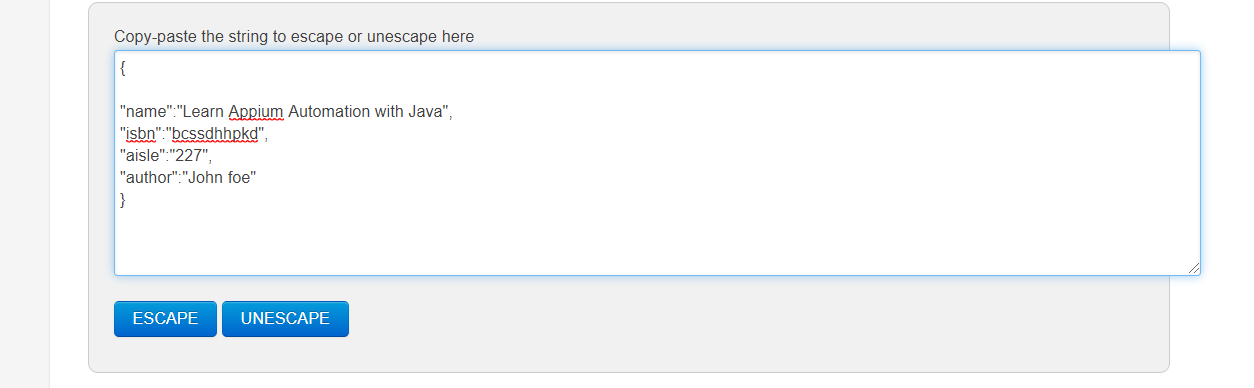 Copy-paste the string to escape or unescape here
{
"name":"Learn Appium Automation with Java",
"isbn":"bcssdhhpkd",
"aisle":"227",
"author":"John foe"
}
ESCAPE UNESCAPE